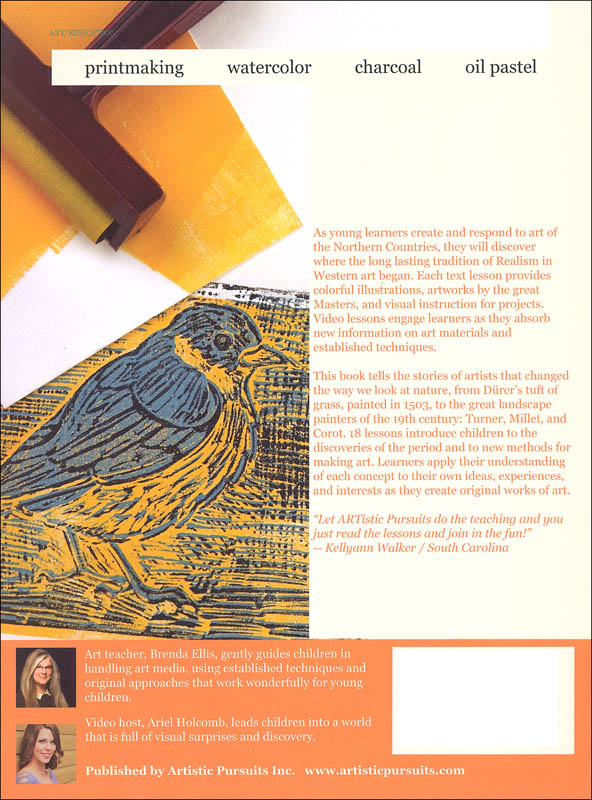 ART/EDUCATION
printmaking watercolor charcoal oil pastel
As young learners create and respond to art of
the Northern Countries, they will discover
where the long lasting tradition of Realism in
Western art began. Each text lesson provides
colorful illustrations, artworks by the great
Masters, and visual instruction for projects.
Video lessons engage learners as they absorb
new information on art materials and
established techniques.
This book tells the stories of artists that changed
the way we look at nature, from Dürer's tuft of
grass, painted in 1503, to the great landscape
painters of the 19th century: Turner, Millet, and
Corot. 18 lessons introduce children to the
discoveries of the period and to new methods for
making art. Learners apply their understanding
of each concept to their own ideas, experiences,
and interests as they create original works of art.
“Let ARTistic Pursuits do the teaching and you
just read the lessons and join in the fun!”
-- Kellyann Walker / South Carolina
Art teacher, Brenda Ellis, gently guides children in
handling art media, using established techniques and
original approaches that work wonderfully for young
children.
Video host, Ariel Holcomb, leads children into a world
that is full of visual surprises and discovery.
Published by Artistic Pursuits Inc. www.artisticpursuits.com